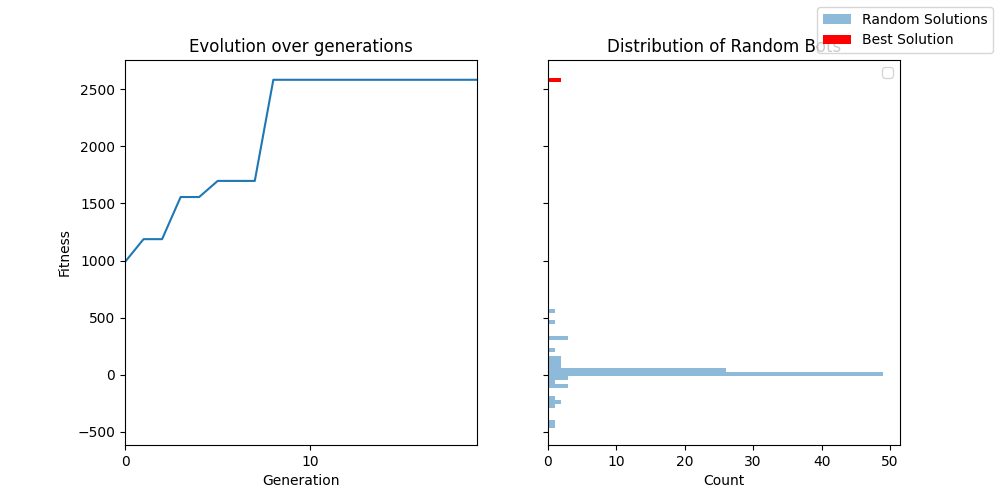 Random Solutions
Best Solution
Evolution over generations
Distribution of Random Bots
Fitness
2500
2000
1500
1000
500
0
−500
0
10
Generation
0
10
20
30
40
50
Count